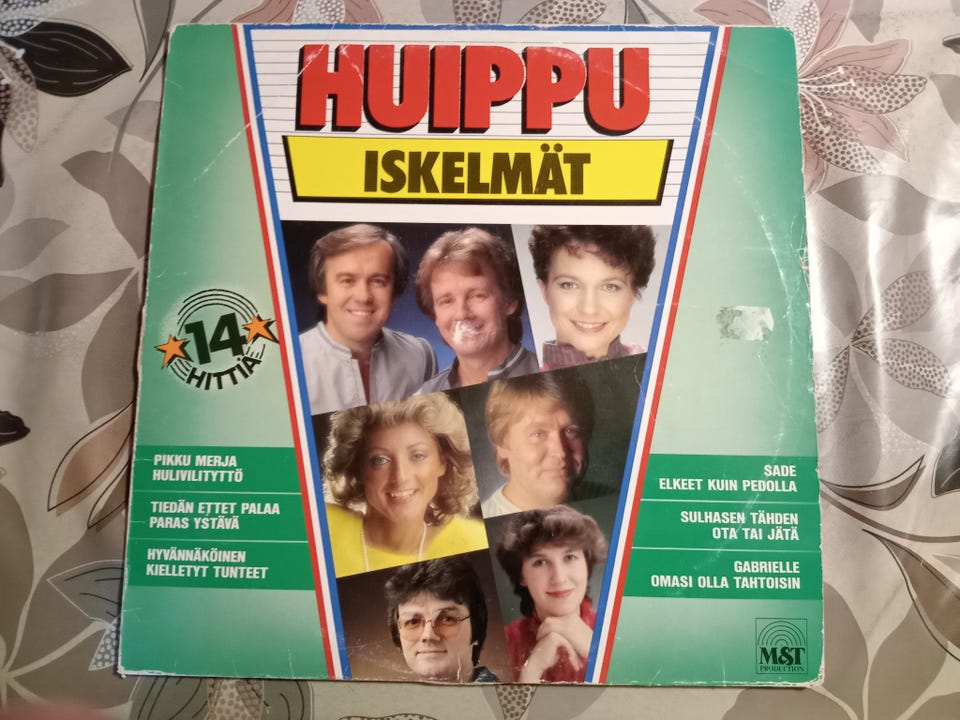 HUIPPU
ISKELMÄT
14
HITTIÄ
PIKKU MERJA
HULIVILITYTTÖ
TIEDÄN ETTET PALAA
PARAS YSTÄVÄ
HYVÄNNÄKÖINEN
KIELLETYT TUNTEET
SADE
ELKEET KUIN PEDOLLA
SULHASEN TÄHDEN
OTA TAI JÄTÄ
GABRIELLE
OMASI OLLA TAHTOISIN
M&T
PRODUCTION